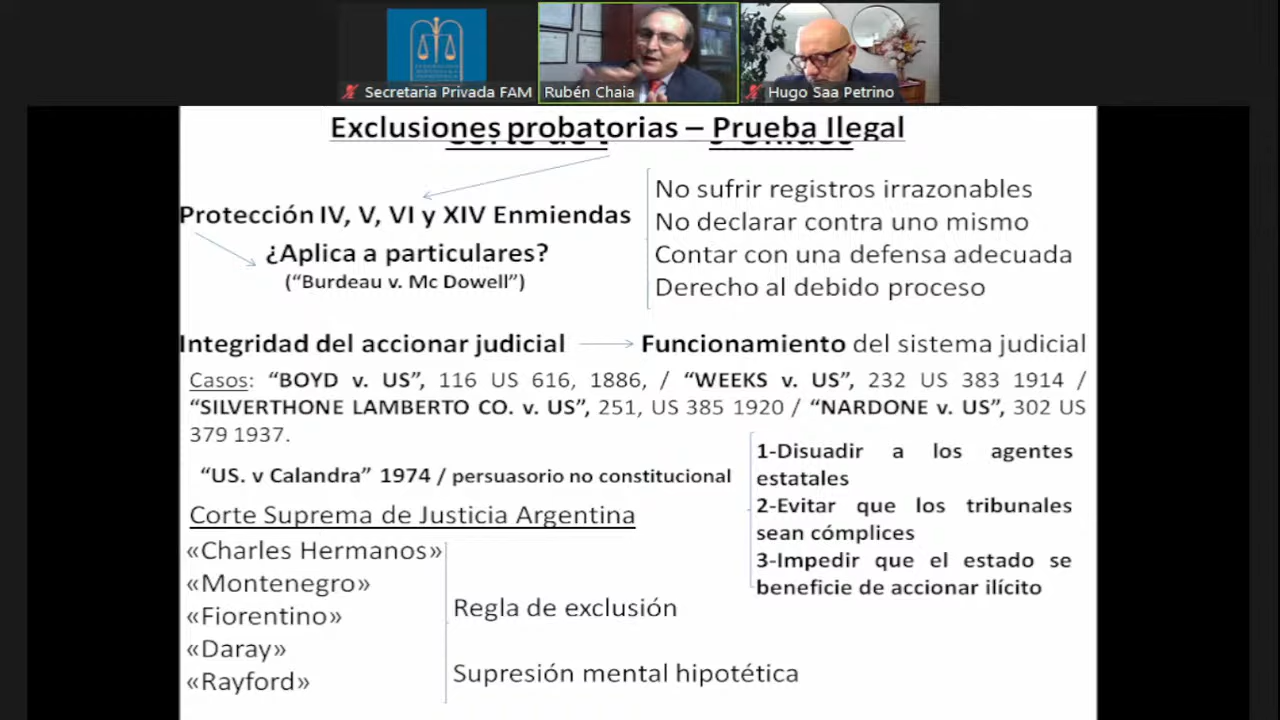 Secretaria Privada FAM
Rubén Chaia
Hugo Saa Petrino
Exclusiones probatorias – Prueba Ilegal
Protección IV, V, VI y XIV Enmiendas
¿Aplica a particulares?
(“Burdeau v. Mc Dowell”)
No sufrir registros irrazonables
No declarar contra uno mismo
Contar con una defensa adecuada
Derecho al debido proceso
Integridad del accionar judicial
Funcionamiento del sistema judicial
Casos: “BOYD v. US”, 116 US 616, 1886, / “WEEKS v. US”, 232 US 383 1914 /
“SILVERTHONE LAMBERTO CO. v. US”, 251, US 385 1920 / “NARDONE v. US”, 302 US
379 1937.
“US. v Calandra” 1974 / persuasorio no constitucional
1-Disuadir a los agentes
estatales
2-Evitar que los tribunales
sean cómplices
3-Impedir que el estado se
beneficie de accionar ilícito
Corte Suprema de Justicia Argentina
«Charles Hermanos»
«Montenegro»
«Fiorentino»
«Daray»
«Rayford»
Regla de exclusión
Supresión mental hipotética